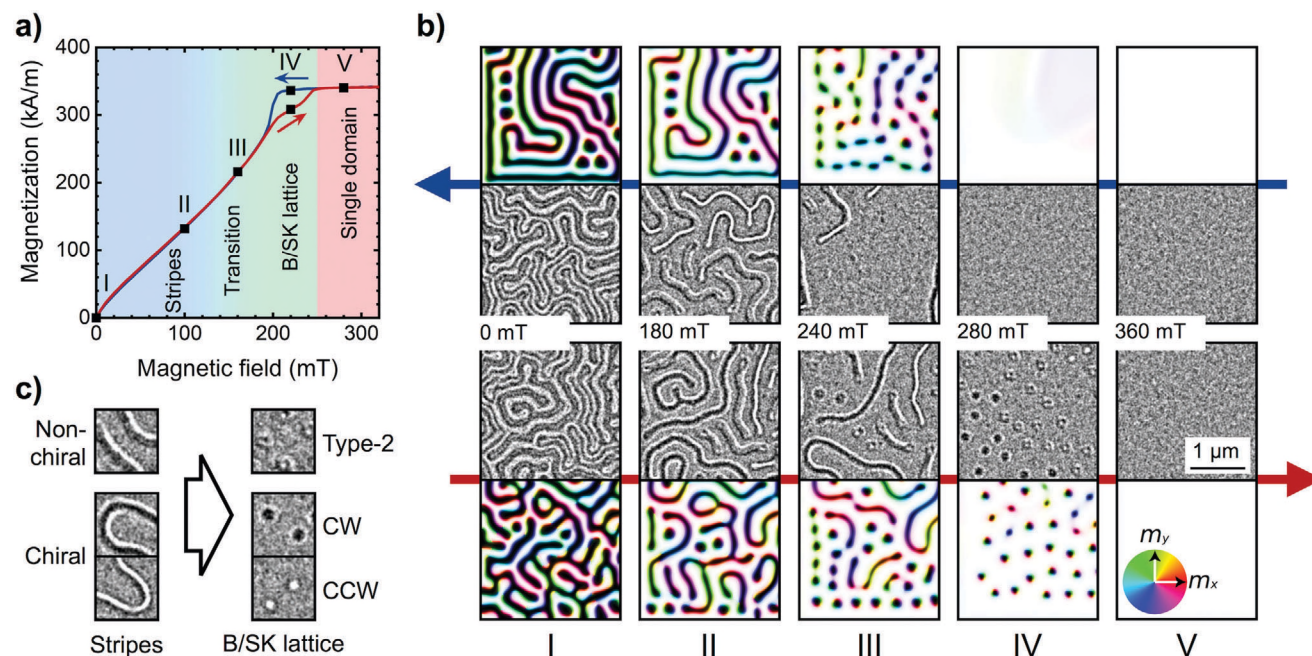 a)
Magnetization (kA/m)
400
300
200
100
0
0
100
200
300
Magnetic field (mT)
I
II
III
IV
V
Stripes
Transition
B/SK lattice
Single domain
b)
0 mT
180 mT
240 mT
280 mT
360 mT
1 µm
my
mx
I
II
III
IV
V
c)
Non-
chiral
Type-2
Chiral
CW
CCW
Stripes
B/SK lattice